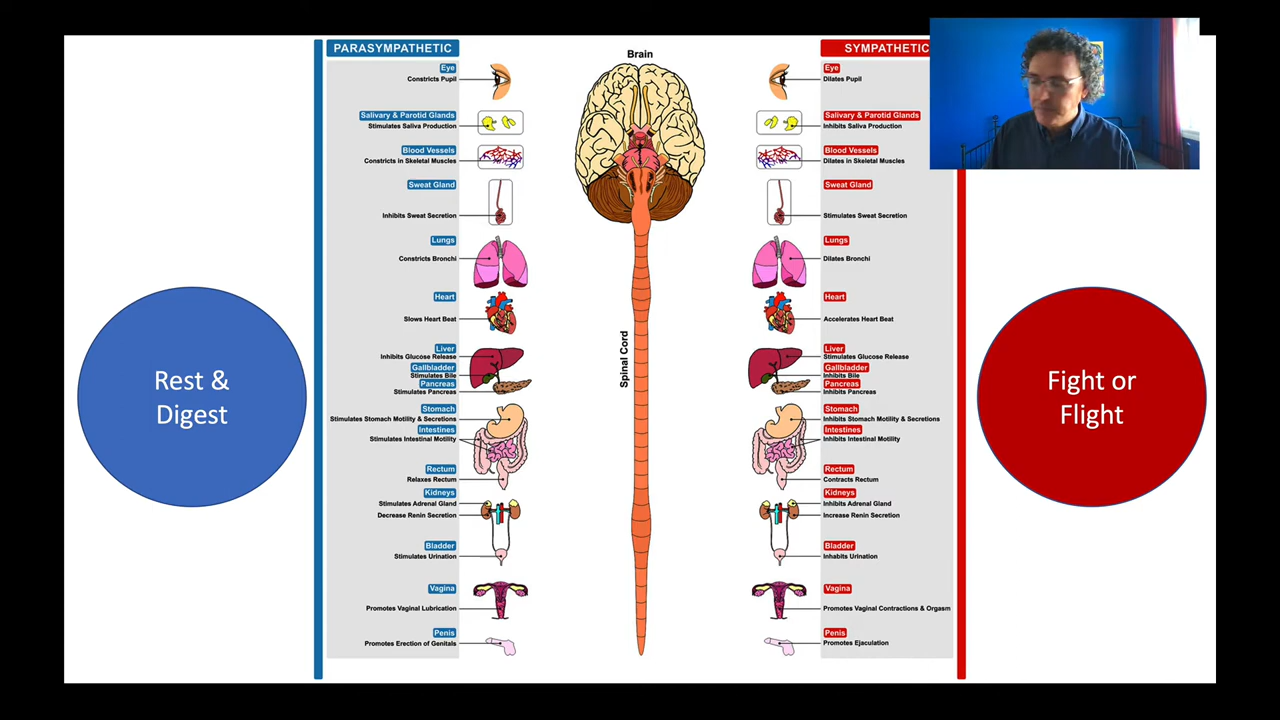 PARASYMPATHETIC
Eye
Constricts Pupil
Salivary & Parotid Glands
Stimulates Saliva Production
Blood Vessels
Constricts in Skeletal Muscles
Sweat Gland
Inhibits Sweat Secretion
Lungs
Constricts Bronchi
Heart
Slows Heart Beat
Liver
Inhibits Glucose Release
Gallbladder
Stimulates Bile
Pancreas
Stimulates Pancreas
Stomach
Stimulates Stomach Motility & Secretions
Intestines
Stimulates Intestinal Motility
Rectum
Relaxes Rectum
Kidneys
Stimulates Adrenal Gland
Decrease Renin Secretion
Bladder
Stimulates Urination
Vagina
Promotes Vaginal Lubrication
Penis
Promotes Erection of Genitals
Rest &
Digest
Brain
Spinal Cord
SYMPATHETIC
Eye
Dilates Pupil
Salivary & Parotid Glands
Inhibits Saliva Production
Blood Vessels
Dilates in Skeletal Muscles
Sweat Gland
Stimulates Sweat Secretion
Lungs
Dilates Bronchi
Heart
Accelerates Heart Beat
Liver
Stimulates Glucose Release
Gallbladder
Inhibits Bile
Pancreas
Inhibits Pancreas
Stomach
Inhibits Stomach Motility & Secretions
Intestines
Inhibits Intestinal Motility
Rectum
Contracts Rectum
Kidneys
Inhibits Adrenal Gland
Increase Renin Secretion
Bladder
Inhabits Urination
Vagina
Promotes Vaginal Contractions & Orgasm
Penis
Promotes Ejaculation
Fight or
Flight